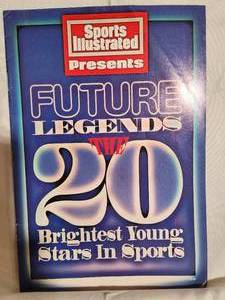 Sports
Illustrated
Presents
FUTURE
LEGENDS
THE
20
Brightest Young
Stars In Sports